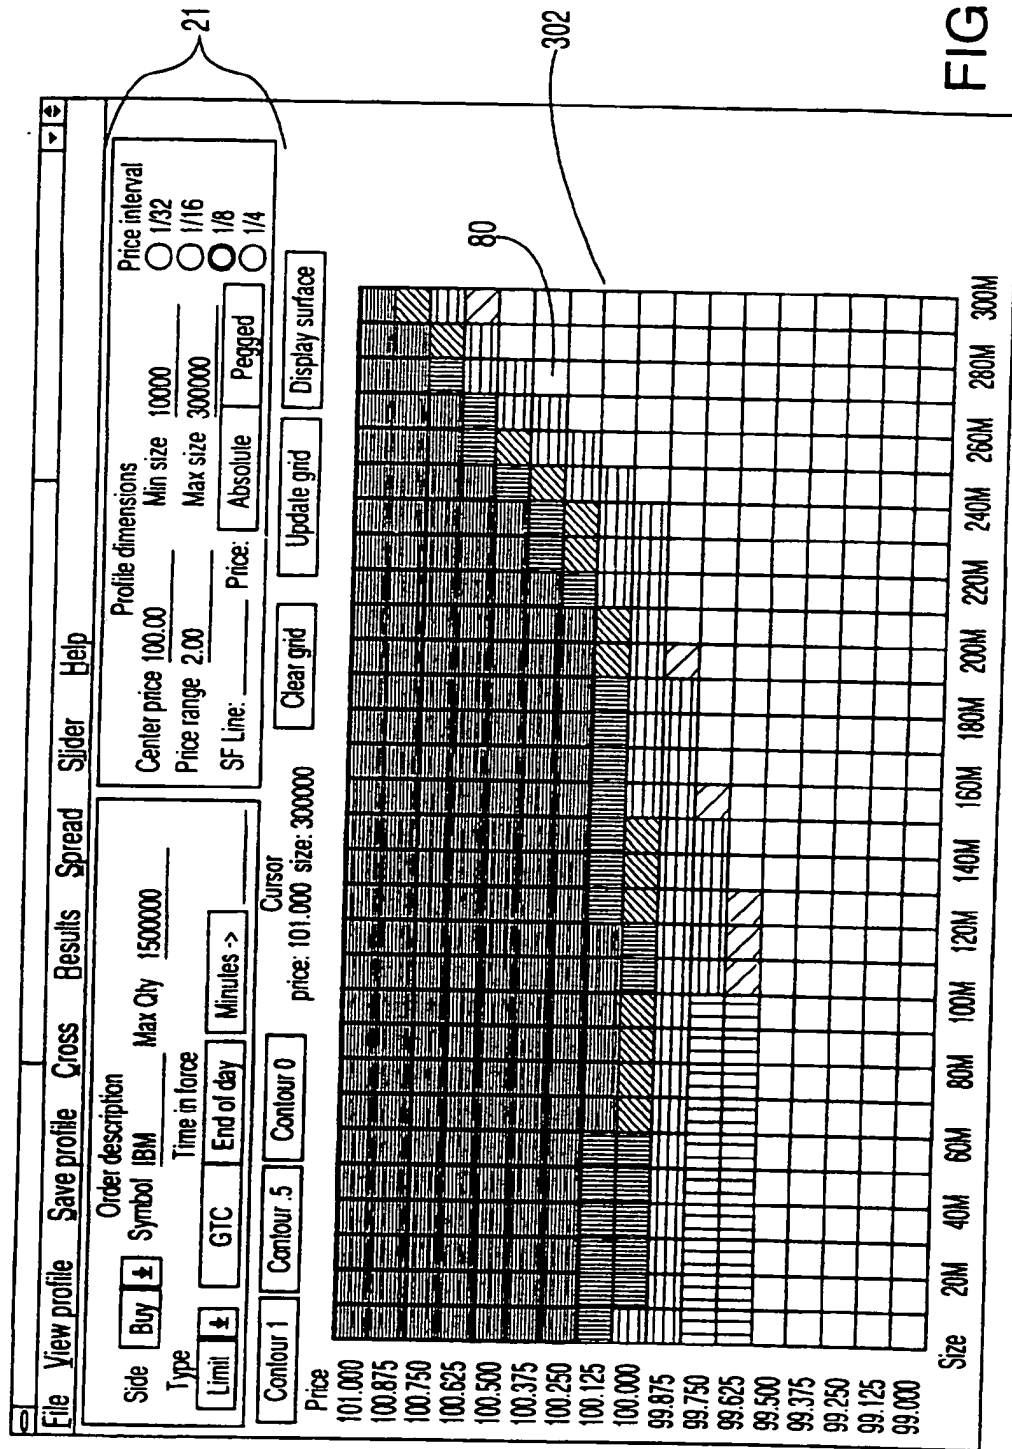 File View profile Save profile Cross Results Spread Slider Help
Order description
Side Buy ± Symbol IBM Max Qty 1500000
Type Time in force
Limit ± GTC End of day Minutes ->
Profile dimensions
Center price 100.00 Min size 10000
Price range 2.00 Max size 300000
SF Line: Price: Absolute Pegged
Price interval
1/32
1/16
1/8
1/4
21
Contour 1 Contour .5 Contour 0
Cursor
price: 101.000 size: 300000
Clear grid Update grid Display surface
Price
101.000
100.875
100.750
100.625
100.500
100.375
100.250
100.125
100.000
99.875
99.750
99.625
99.500
99.375
99.250
99.125
99.000
Size 20M 40M 60M 80M 100M 120M 140M 160M 180M 200M 220M 240M 260M 280M 300M
80
302
FIG